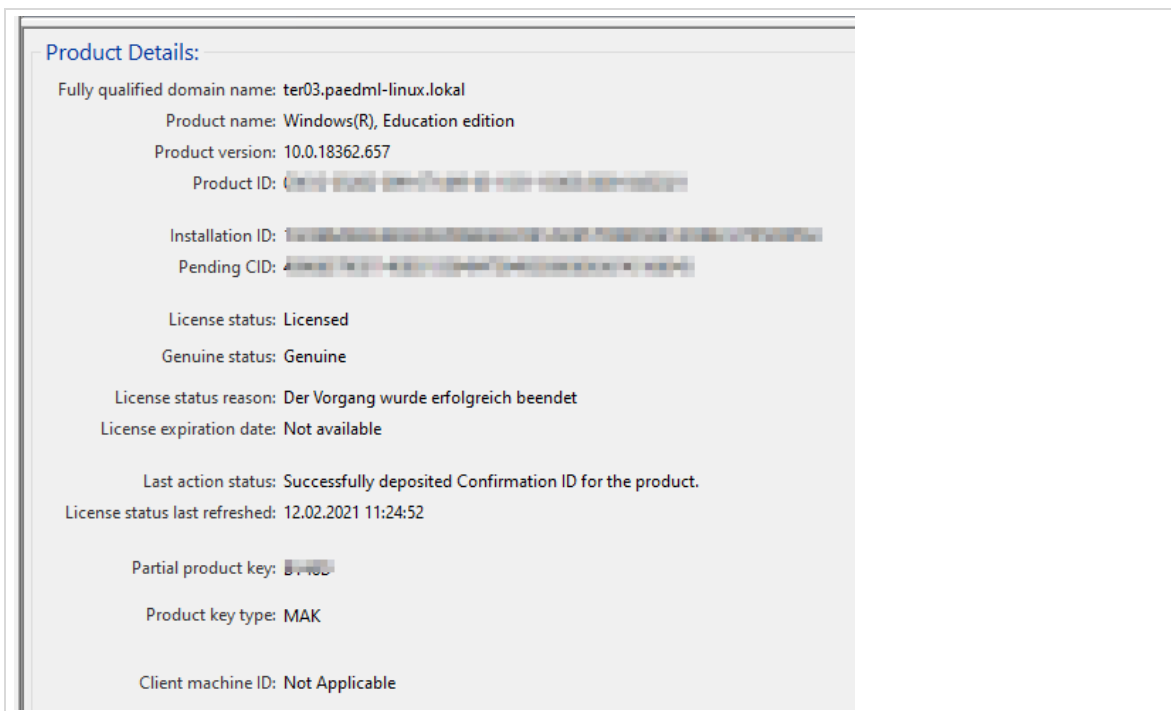 Product Details:
Fully qualified domain name: ter03.paedml-linux.lokal
Product name: Windows(R), Education edition
Product version: 10.0.18362.657
Product ID:
Installation ID:
Pending CID:
License status: Licensed
Genuine status: Genuine
License status reason: Der Vorgang wurde erfolgreich beendet
License expiration date: Not available
Last action status: Successfully deposited Confirmation ID for the product.
License status last refreshed: 12.02.2021 11:24:52
Partial product key:
Product key type: MAK
Client machine ID: Not Applicable